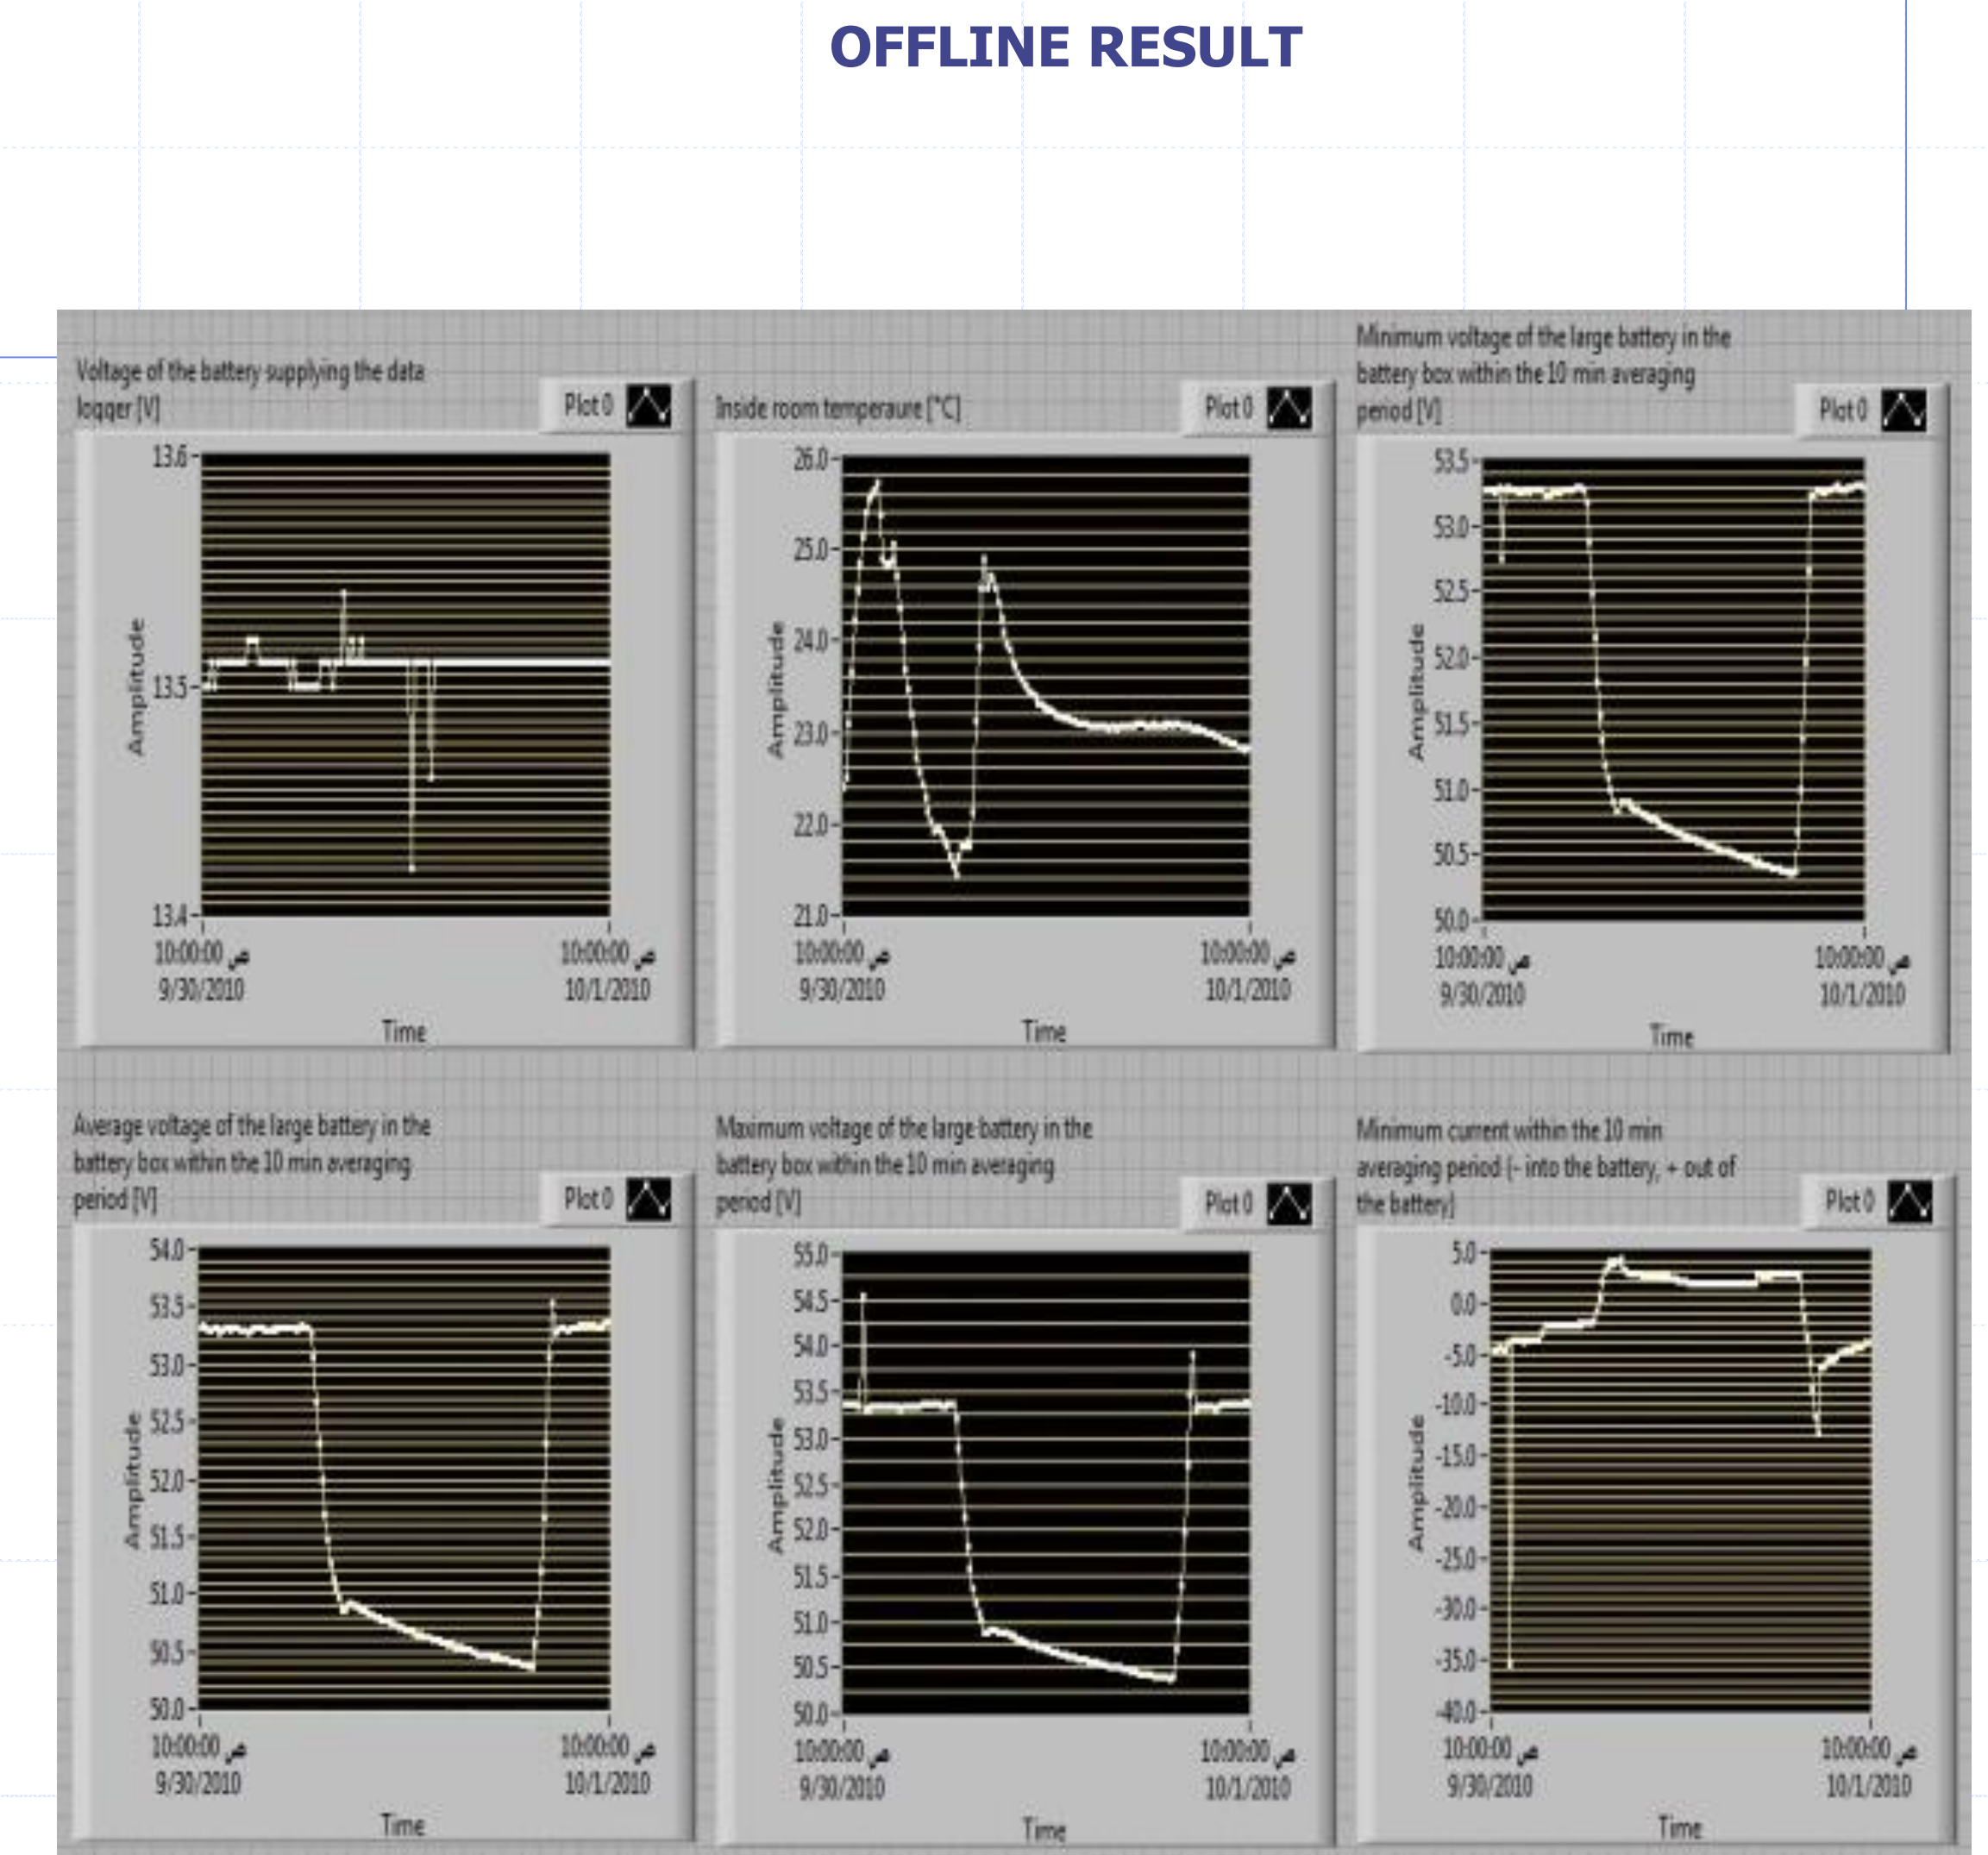 OFFLINE RESULT
Voltage of the battery supplying the data
logger [V]
Plot 0
13.6
13.5
13.4
Amplitude
10:00:00 ص
9/30/2010
10:00:00 ص
10/1/2010
Time
Inside room temperaure [°C]
Plot 0
26.0
25.0
24.0
23.0
22.0
21.0
Amplitude
10:00:00 ص
9/30/2010
10:00:00 ص
10/1/2010
Time
Minimum voltage of the large battery in the
battery box within the 10 min averaging
period [V]
Plot 0
53.5
53.0
52.5
52.0
51.5
51.0
50.5
50.0
Amplitude
10:00:00 ص
9/30/2010
10:00:00 ص
10/1/2010
Time
Average voltage of the large battery in the
battery box within the 10 min averaging
period [V]
Plot 0
54.0
53.5
53.0
52.5
52.0
51.5
51.0
50.5
50.0
Amplitude
10:00:00 ص
9/30/2010
10:00:00 ص
10/1/2010
Time
Maximum voltage of the large battery in the
battery box within the 10 min averaging
period [V]
Plot 0
55.0
54.5
54.0
53.5
53.0
52.5
52.0
51.5
51.0
50.5
50.0
Amplitude
10:00:00 ص
9/30/2010
10:00:00 ص
10/1/2010
Time
Minimum current within the 10 min
averaging period (- into the battery, + out of
the battery)
Plot 0
5.0
0.0
-5.0
-10.0
-15.0
-20.0
-25.0
-30.0
-35.0
-40.0
Amplitude
10:00:00 ص
9/30/2010
10:00:00 ص
10/1/2010
Time